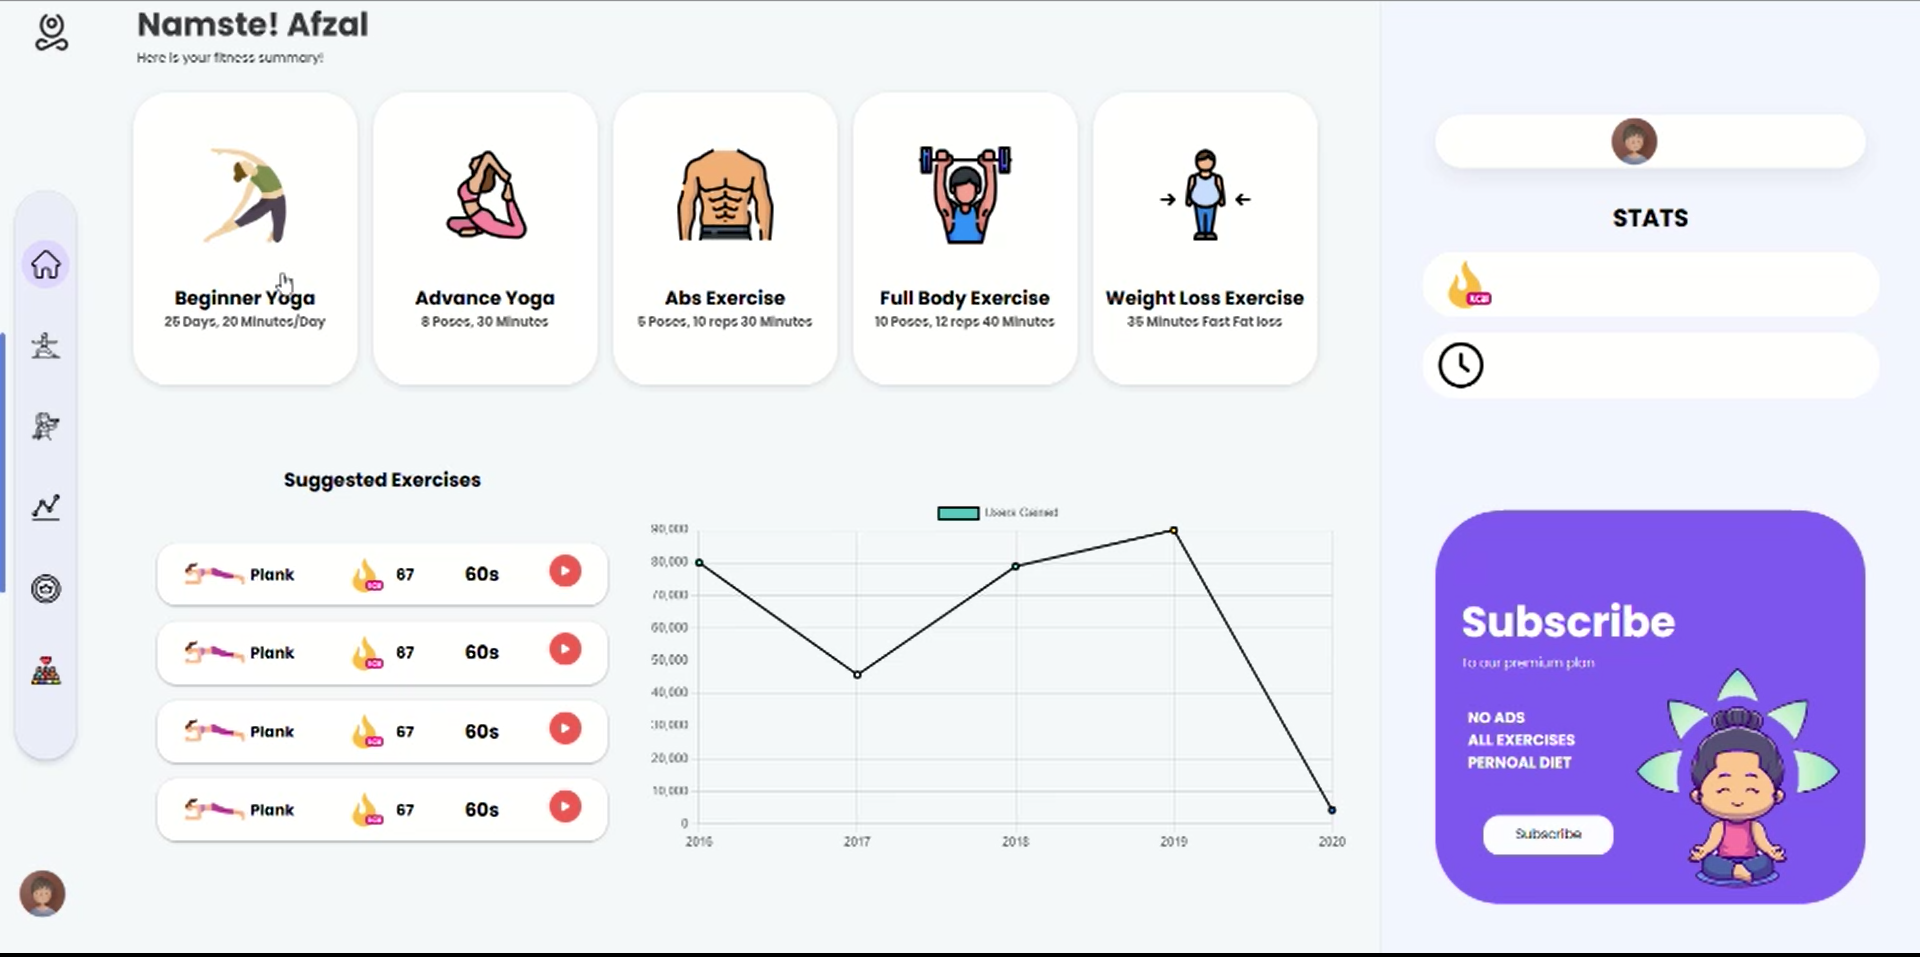 Namste! Afzal
Here is your fitness summary!
Beginner Yoga
25 Days, 20 Minutes/Day
Advance Yoga
8 Poses, 30 Minutes
Abs Exercise
5 Poses, 10 reps 30 Minutes
Full Body Exercise
10 Poses, 12 reps 40 Minutes
Weight Loss Exercise
35 Minutes Fast Fat loss
STATS
KCal
Suggested Exercises
Plank 67 60s
Plank 67 60s
Plank 67 60s
Plank 67 60s
Users Gained
90,000
80,000
70,000
60,000
50,000
40,000
30,000
20,000
10,000
0
2016 2017 2018 2019 2020
Subscribe
To our premium plan
NO ADS
ALL EXERCISES
PERNOAL DIET
Subscribe